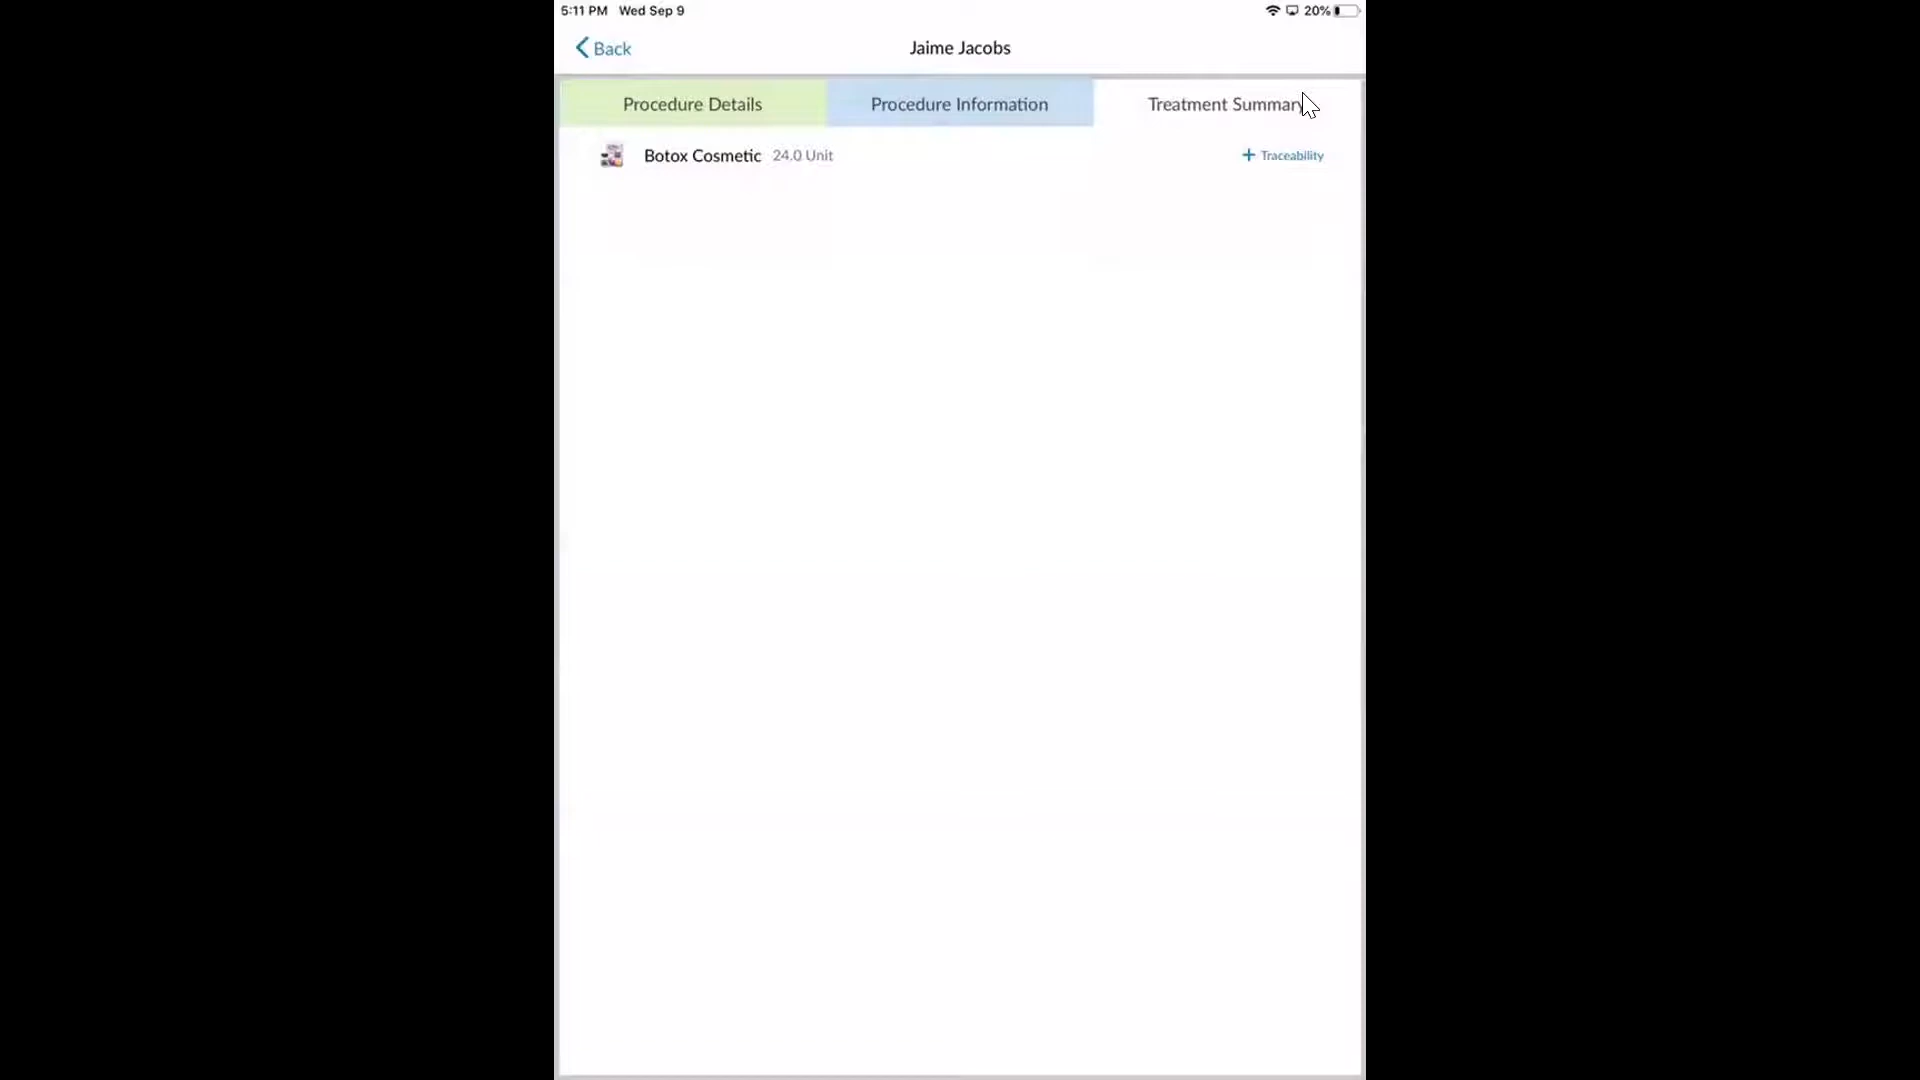 5:11 PM Wed Sep 9 20%
Back Jaime Jacobs
Procedure Details Procedure Information Treatment Summary
Botox Cosmetic 24.0 Unit + Traceability